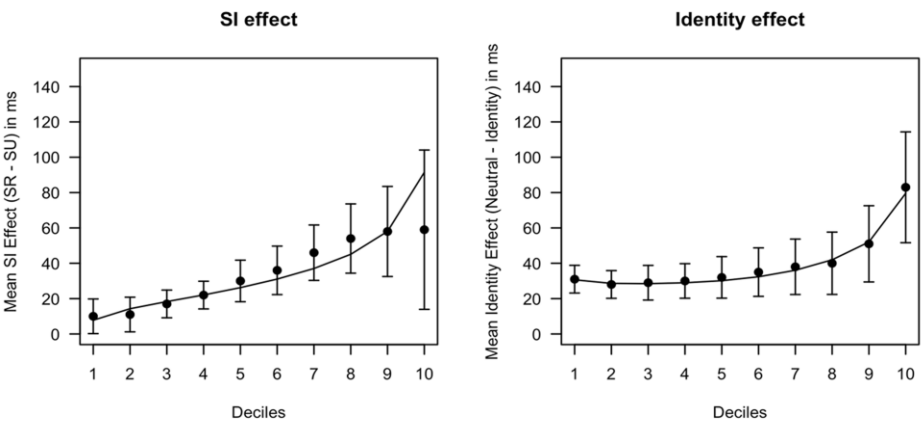 SI effect
Mean SI Effect (SR - SU) in ms
140
120
100
80
60
40
20
0
1 2 3 4 5 6 7 8 9 10
Deciles
Identity effect
Mean Identity Effect (Neutral - Identity) in ms
140
120
100
80
60
40
20
0
1 2 3 4 5 6 7 8 9 10
Deciles